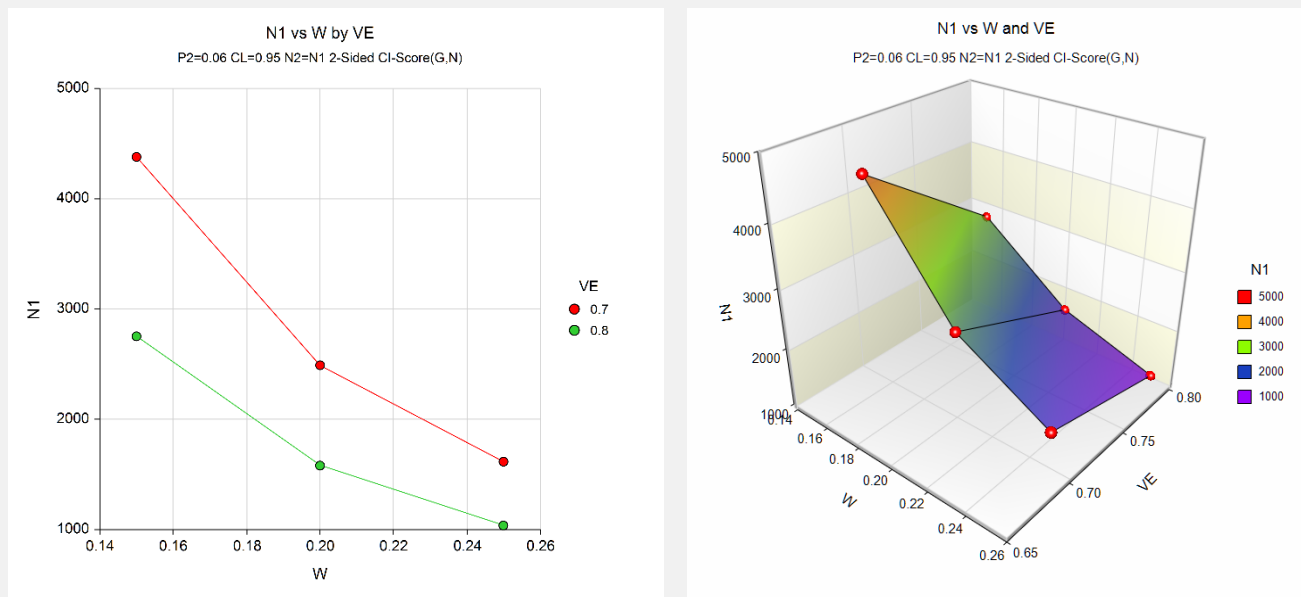 N1 vs W by VE
P2=0.06 CL=0.95 N2=N1 2-Sided CI-Score(G,N)
5000
4000
3000
2000
1000
N1
0.14 0.16 0.18 0.20 0.22 0.24 0.26
W
VE
0.7
0.8
N1 vs W and VE
P2=0.06 CL=0.95 N2=N1 2-Sided CI-Score(G,N)
5000
4000
3000
2000
1000
N1
0.14
0.16
0.18
0.20
0.22
0.24
0.26
W
0.65
0.70
0.75
0.80
VE
N1
5000
4000
3000
2000
1000